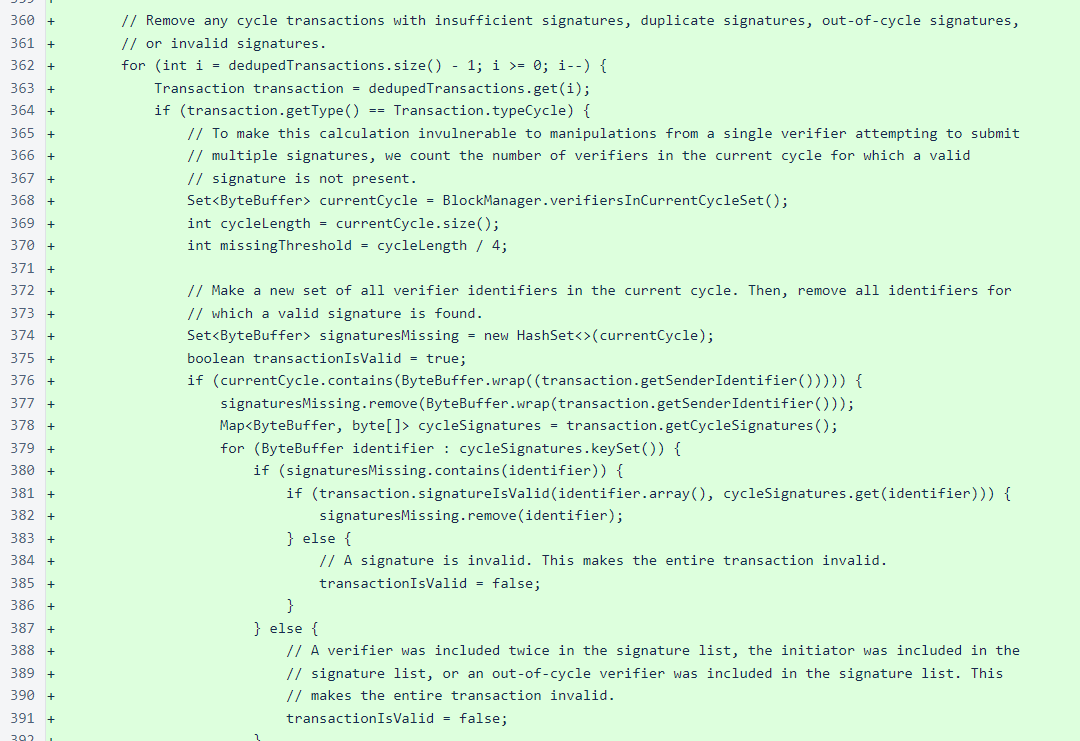 360 + // Remove any cycle transactions with insufficient signatures, duplicate signatures, out-of-cycle signatures,
361 + // or invalid signatures.
362 + for (int i = dedupedTransactions.size() - 1; i >= 0; i--) {
363 + Transaction transaction = dedupedTransactions.get(i);
364 + if (transaction.getType() == Transaction.typeCycle) {
365 + // To make this calculation invulnerable to manipulations from a single verifier attempting to submit
366 + // multiple signatures, we count the number of verifiers in the current cycle for which a valid
367 + // signature is not present.
368 + Set<ByteBuffer> currentCycle = BlockManager.verifiersInCurrentCycleSet();
369 + int cycleLength = currentCycle.size();
370 + int missingThreshold = cycleLength / 4;
371 +
372 + // Make a new set of all verifier identifiers in the current cycle. Then, remove all identifiers for
373 + // which a valid signature is found.
374 + Set<ByteBuffer> signaturesMissing = new HashSet<>(currentCycle);
375 + boolean transactionIsValid = true;
376 + if (currentCycle.contains(ByteBuffer.wrap((transaction.getSenderIdentifier())))) {
377 + signaturesMissing.remove(ByteBuffer.wrap(transaction.getSenderIdentifier()));
378 + Map<ByteBuffer, byte[]> cycleSignatures = transaction.getCycleSignatures();
379 + for (ByteBuffer identifier : cycleSignatures.keySet()) {
380 + if (signaturesMissing.contains(identifier)) {
381 + if (transaction.signatureIsValid(identifier.array(), cycleSignatures.get(identifier))) {
382 + signaturesMissing.remove(identifier);
383 + } else {
384 + // A signature is invalid. This makes the entire transaction invalid.
385 + transactionIsValid = false;
386 + }
387 + } else {
388 + // A verifier was included twice in the signature list, the initiator was included in the
389 + // signature list, or an out-of-cycle verifier was included in the signature list. This
390 + // makes the entire transaction invalid.
391 + transactionIsValid = false;
392 + }